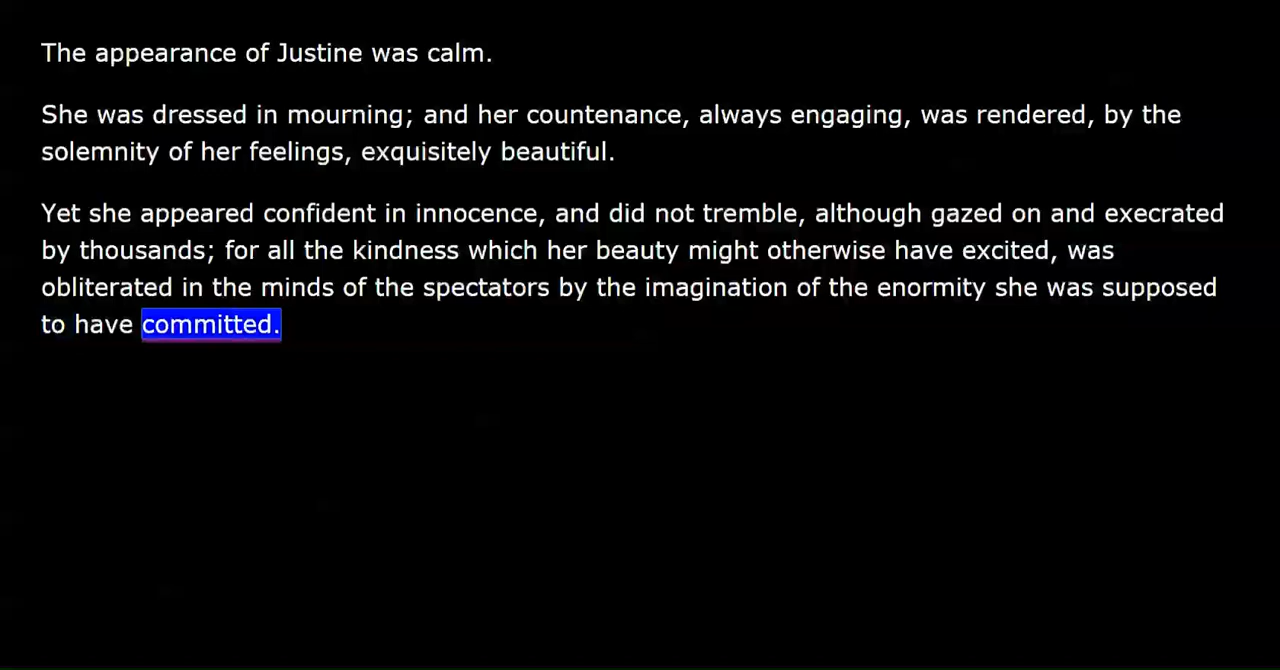 The appearance of Justine was calm.
She was dressed in mourning; and her countenance, always engaging, was rendered, by the
solemnity of her feelings, exquisitely beautiful.
Yet she appeared confident in innocence, and did not tremble, although gazed on and execrated
by thousands; for all the kindness which her beauty might otherwise have excited, was
obliterated in the minds of the spectators by the imagination of the enormity she was supposed
to have committed.